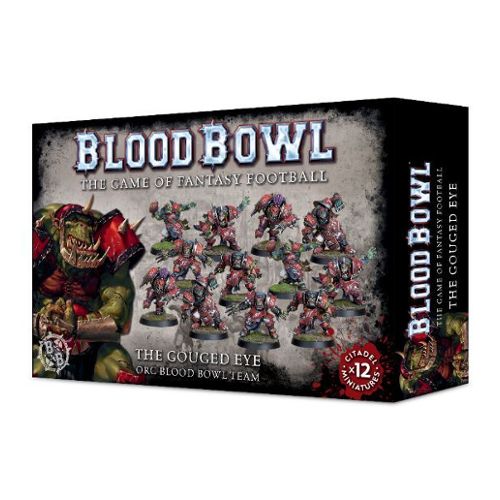 BLOOD BOWL
THE GAME OF FANTASY FOOTBALL
THE GOUGED EYE
ORC BLOOD BOWL TEAM
B B
CITADEL
x12
MINIATURES
BLOOD BOWL
THE GAME OF FANTASY FOOTBALL
THE GOUGED EYE